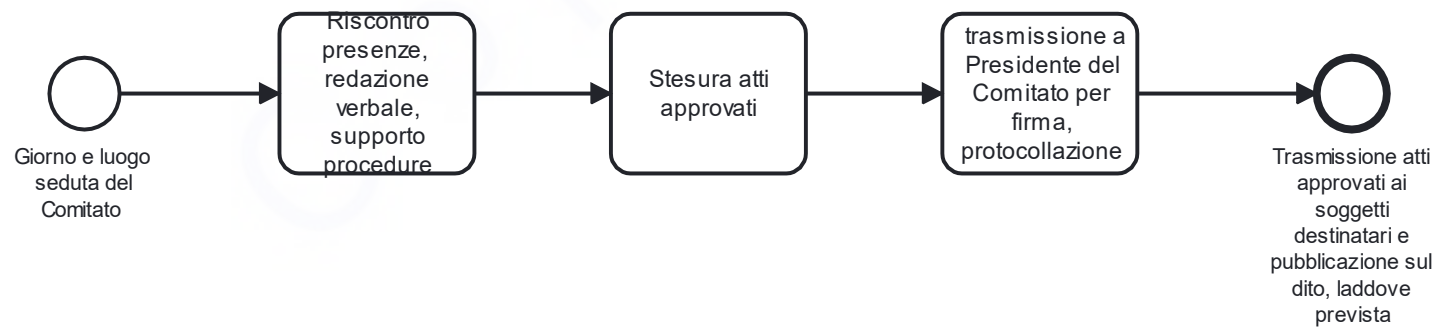 Giorno e luogo
seduta del
Comitato
Riscontro
presenze,
redazione
verbale,
supporto
procedure
Stesura atti
approvati
trasmissione a
Presidente del
Comitato per
firma,
protocollazione
Trasmissione atti
approvati ai
soggetti
destinatari e
pubblicazione sul
dito, laddove
prevista